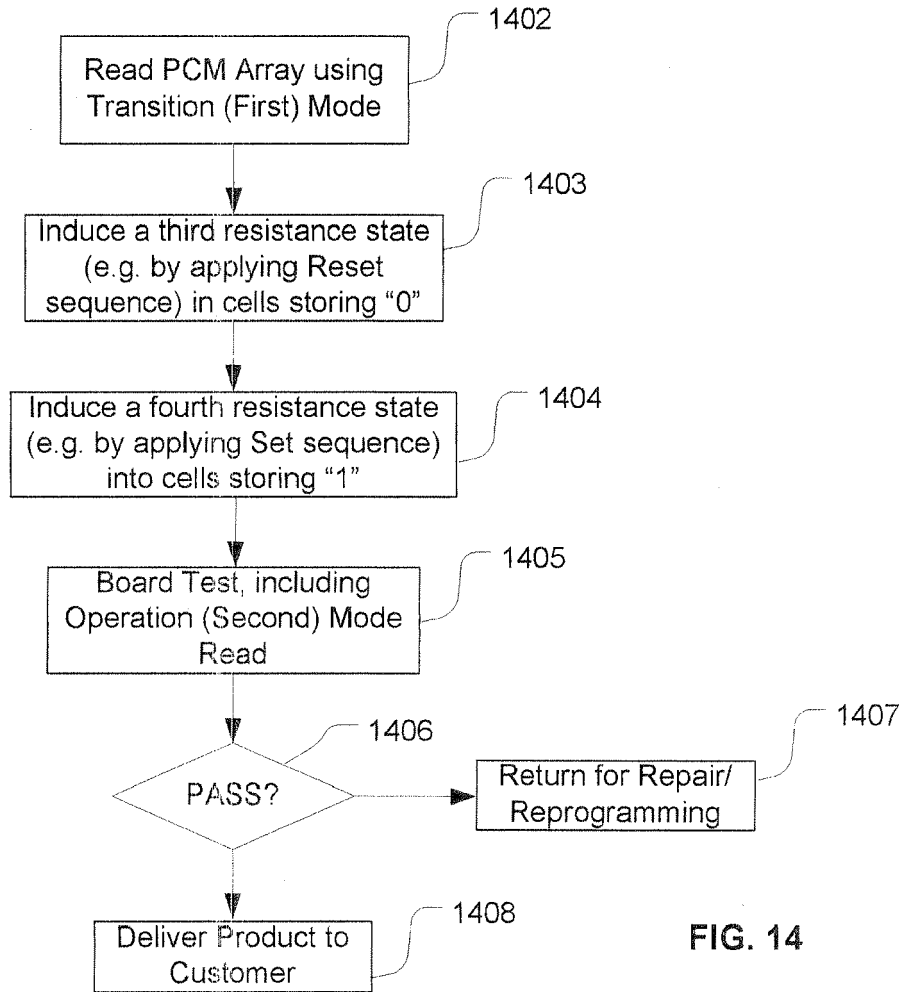 1402
Read PCM Array using
Transition (First) Mode
1403
Induce a third resistance state
(e.g. by applying Reset
sequence) in cells storing “0”
1404
Induce a fourth resistance state
(e.g. by applying Set sequence)
into cells storing “1”
1405
Board Test, including
Operation (Second) Mode
Read
1406
PASS?
1407
Return for Repair/
Reprogramming
1408
Deliver Product to
Customer
FIG. 14